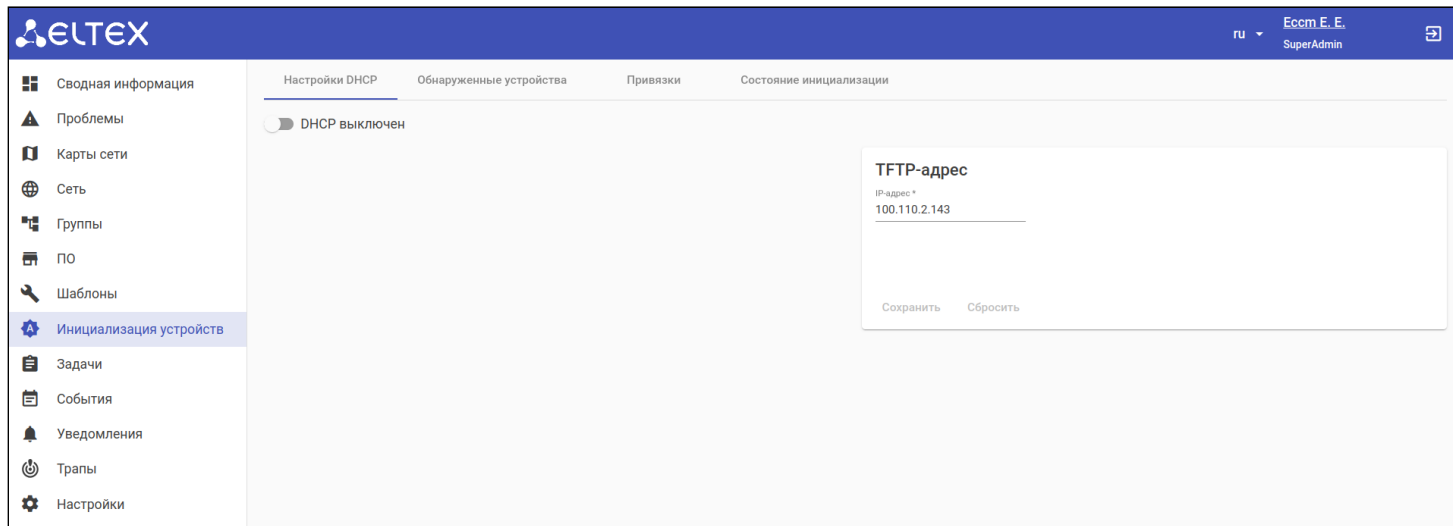 ELTEX
ru
Eccm E. E.
SuperAdmin
Сводная информация
Проблемы
Карты сети
Сеть
Группы
ПО
Шаблоны
Инициализация устройств
Задачи
События
Уведомления
Трапы
Настройки
Настройки DHCP
Обнаруженные устройства
Привязки
Состояние инициализации
DHCP выключен
TFTP-адрес
IP-адрес *
100.110.2.143
Сохранить
Сбросить